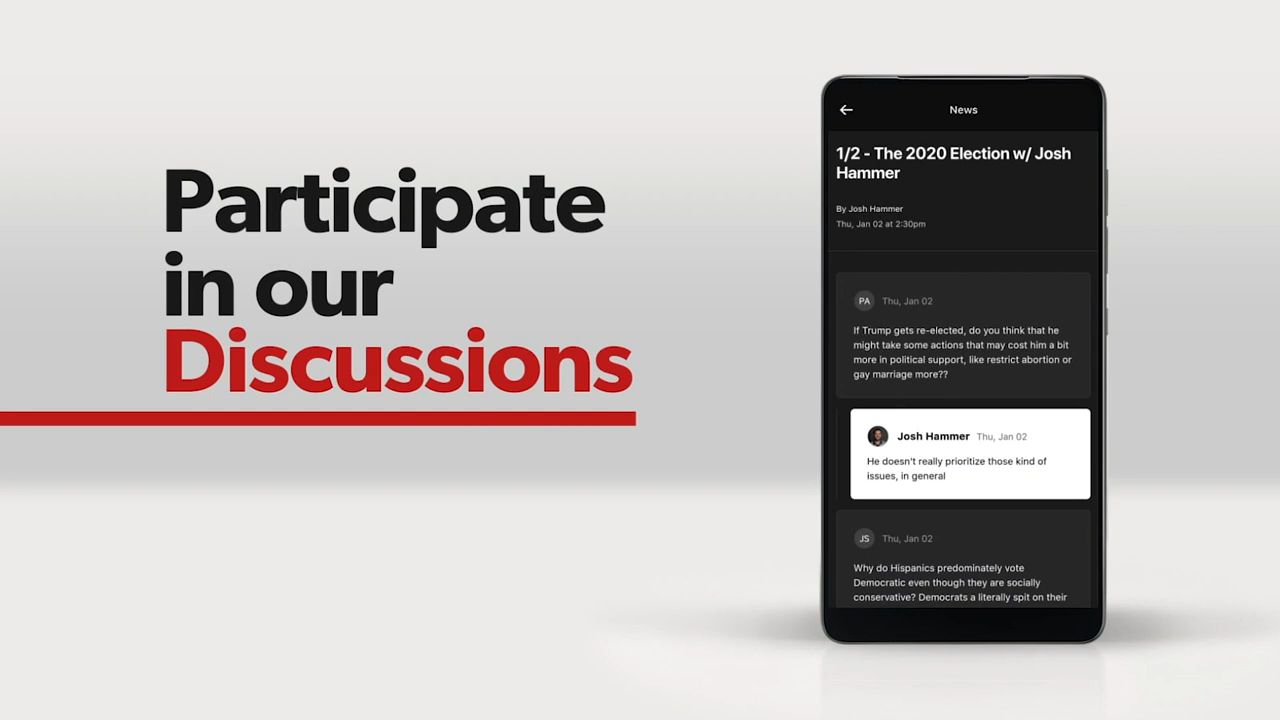 Participate
in our
Discussions
News
1/2 - The 2020 Election w/ Josh
Hammer
By Josh Hammer
Thu, Jan 02 at 2:30pm
PA Thu, Jan 02
If Trump gets re-elected, do you think that he
might take some actions that may cost him a bit
more in political support, like restrict abortion or
gay marriage more??
Josh Hammer Thu, Jan 02
He doesn't really prioritize those kind of
issues, in general
JS Thu, Jan 02
Why do Hispanics predominately vote
Democratic even though they are socially
conservative? Democrats a literally spit on their